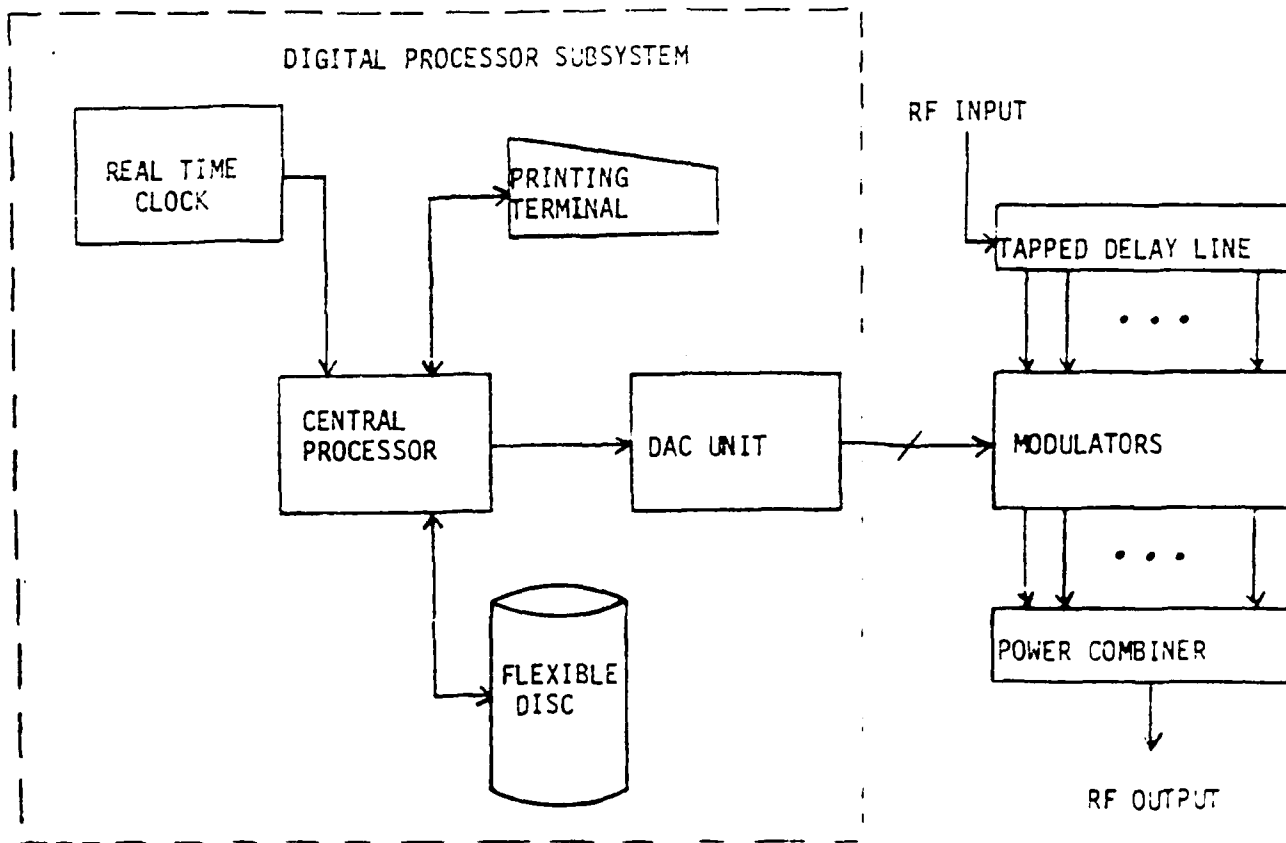 DIGITAL PROCESSOR SUBSYSTEM
RF INPUT
REAL TIME
CLOCK
PRINTING
TERMINAL
TAPPED DELAY LINE
CENTRAL
PROCESSOR
DAC UNIT
MODULATORS
POWER COMBINER
FLEXIBLE
DISC
RF OUTPUT